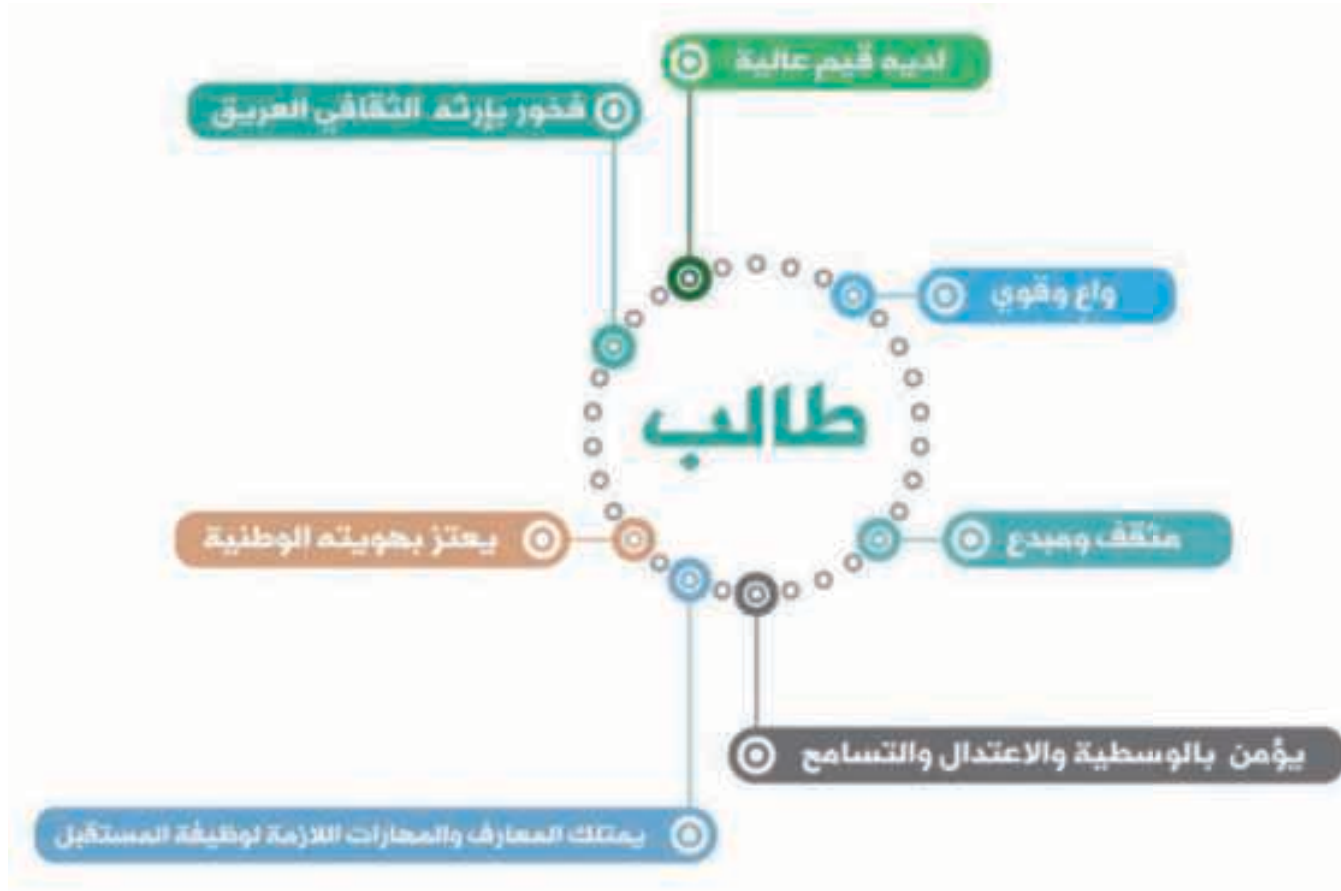 لديه قيم عالية
فخور بإرثه الثقافي العريق
واع وقوي
طالب
يعتز بهويته الوطنية
مثقف ومبدع
يؤمن بالوسطية والاعتدال والتسامح
يمتلك المعارف والمهارات اللازمة لوظيفة المستقبل